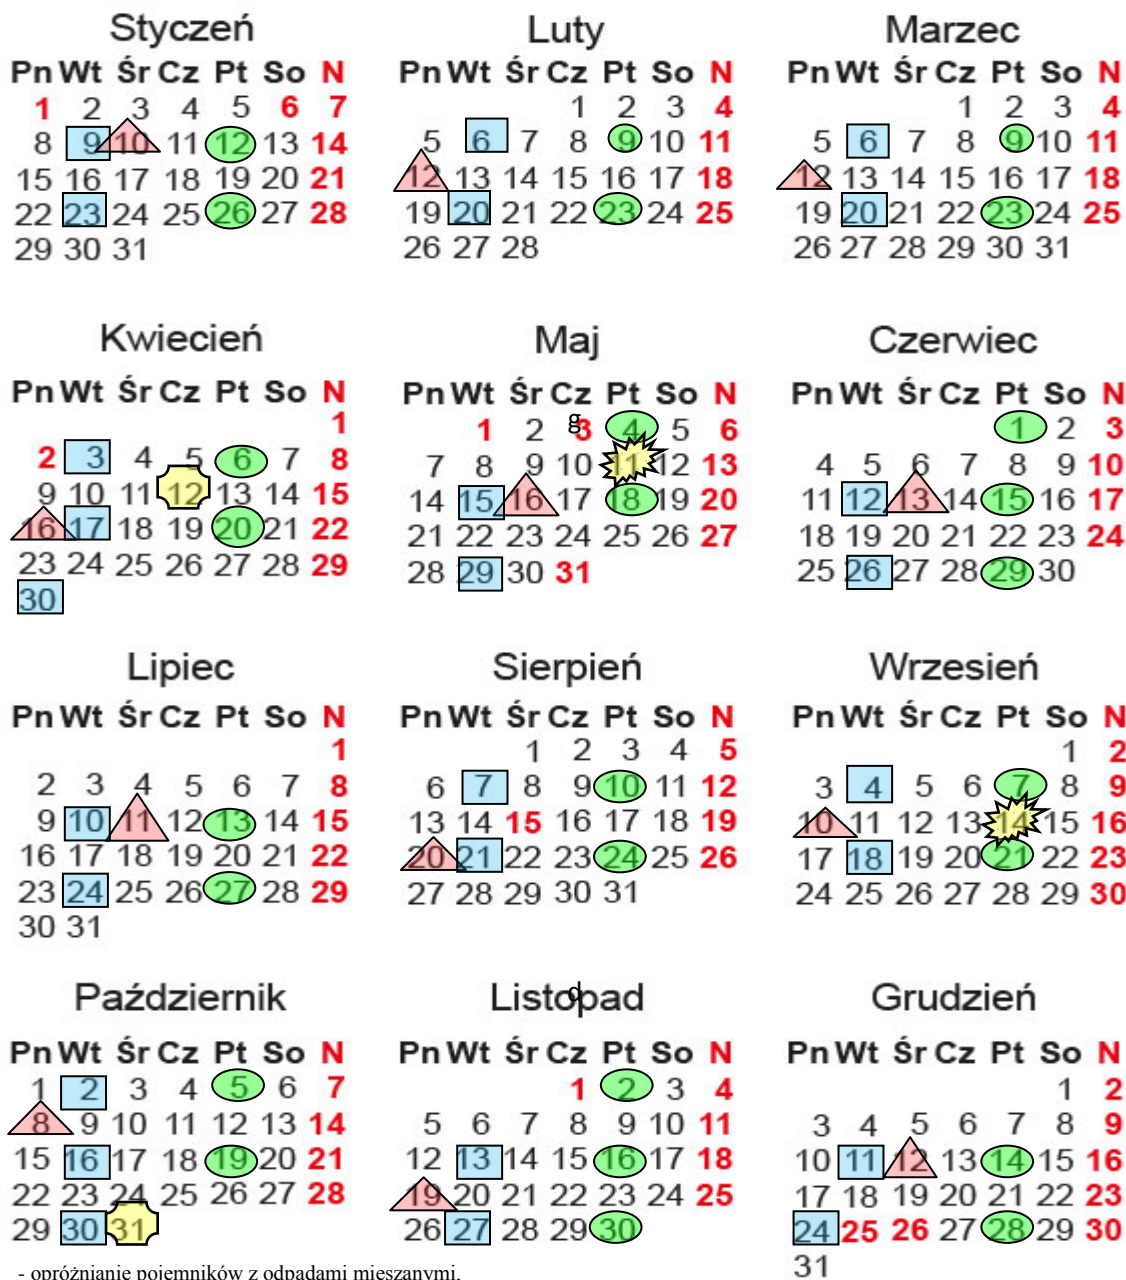 Styczeń Luty Marzec
Pn Wt Śr Cz Pt So N Pn Wt Śr Cz Pt So N Pn Wt Śr Cz Pt So N
1 2 3 4 5 6 7 1 2 3 4 1 2 3 4
8 9 10 11 12 13 14 5 6 7 8 9 10 11 5 6 7 8 9 10 11
15 16 17 18 19 20 21 12 13 14 15 16 17 18 12 13 14 15 16 17 18
22 23 24 25 26 27 28 19 20 21 22 23 24 25 19 20 21 22 23 24 25
29 30 31 26 27 28 26 27 28 29 30 31
Kwiecień Maj Czerwiec
Pn Wt Śr Cz Pt So N Pn Wt Śr Cz Pt So N Pn Wt Śr Cz Pt So N
1 1 2 g 3 4 5 6 1 2 3
2 3 4 5 6 7 8 7 8 9 10 11 12 13 4 5 6 7 8 9 10
9 10 11 12 13 14 15 14 15 16 17 18 19 20 11 12 13 14 15 16 17
16 17 18 19 20 21 22 21 22 23 24 25 26 27 18 19 20 21 22 23 24
23 24 25 26 27 28 29 28 29 30 31 25 26 27 28 29 30
30
Lipiec Sierpień Wrzesień
Pn Wt Śr Cz Pt So N Pn Wt Śr Cz Pt So N Pn Wt Śr Cz Pt So N
1 1 2 3 4 5 1 2
2 3 4 5 6 7 8 6 7 8 9 10 11 12 3 4 5 6 7 8 9
9 10 11 12 13 14 15 13 14 15 16 17 18 19 10 11 12 13 14 15 16
16 17 18 19 20 21 22 20 21 22 23 24 25 26 17 18 19 20 21 22 23
23 24 25 26 27 28 29 27 28 29 30 31 24 25 26 27 28 29 30
30 31
Październik Listopad Grudzień
Pn Wt Śr Cz Pt So N Pn Wt Śr Cz Pt So N Pn Wt Śr Cz Pt So N
1 2 3 4 5 6 7 1 2 3 4 1 2
8 9 10 11 12 13 14 5 6 7 8 9 10 11 3 4 5 6 7 8 9
15 16 17 18 19 20 21 12 13 14 15 16 17 18 10 11 12 13 14 15 16
22 23 24 25 26 27 28 19 20 21 22 23 24 25 17 18 19 20 21 22 23
29 30 31 26 27 28 29 30 24 25 26 27 28 29 30
31
- opróżnianie pojemników z odpadami mieszanymi,